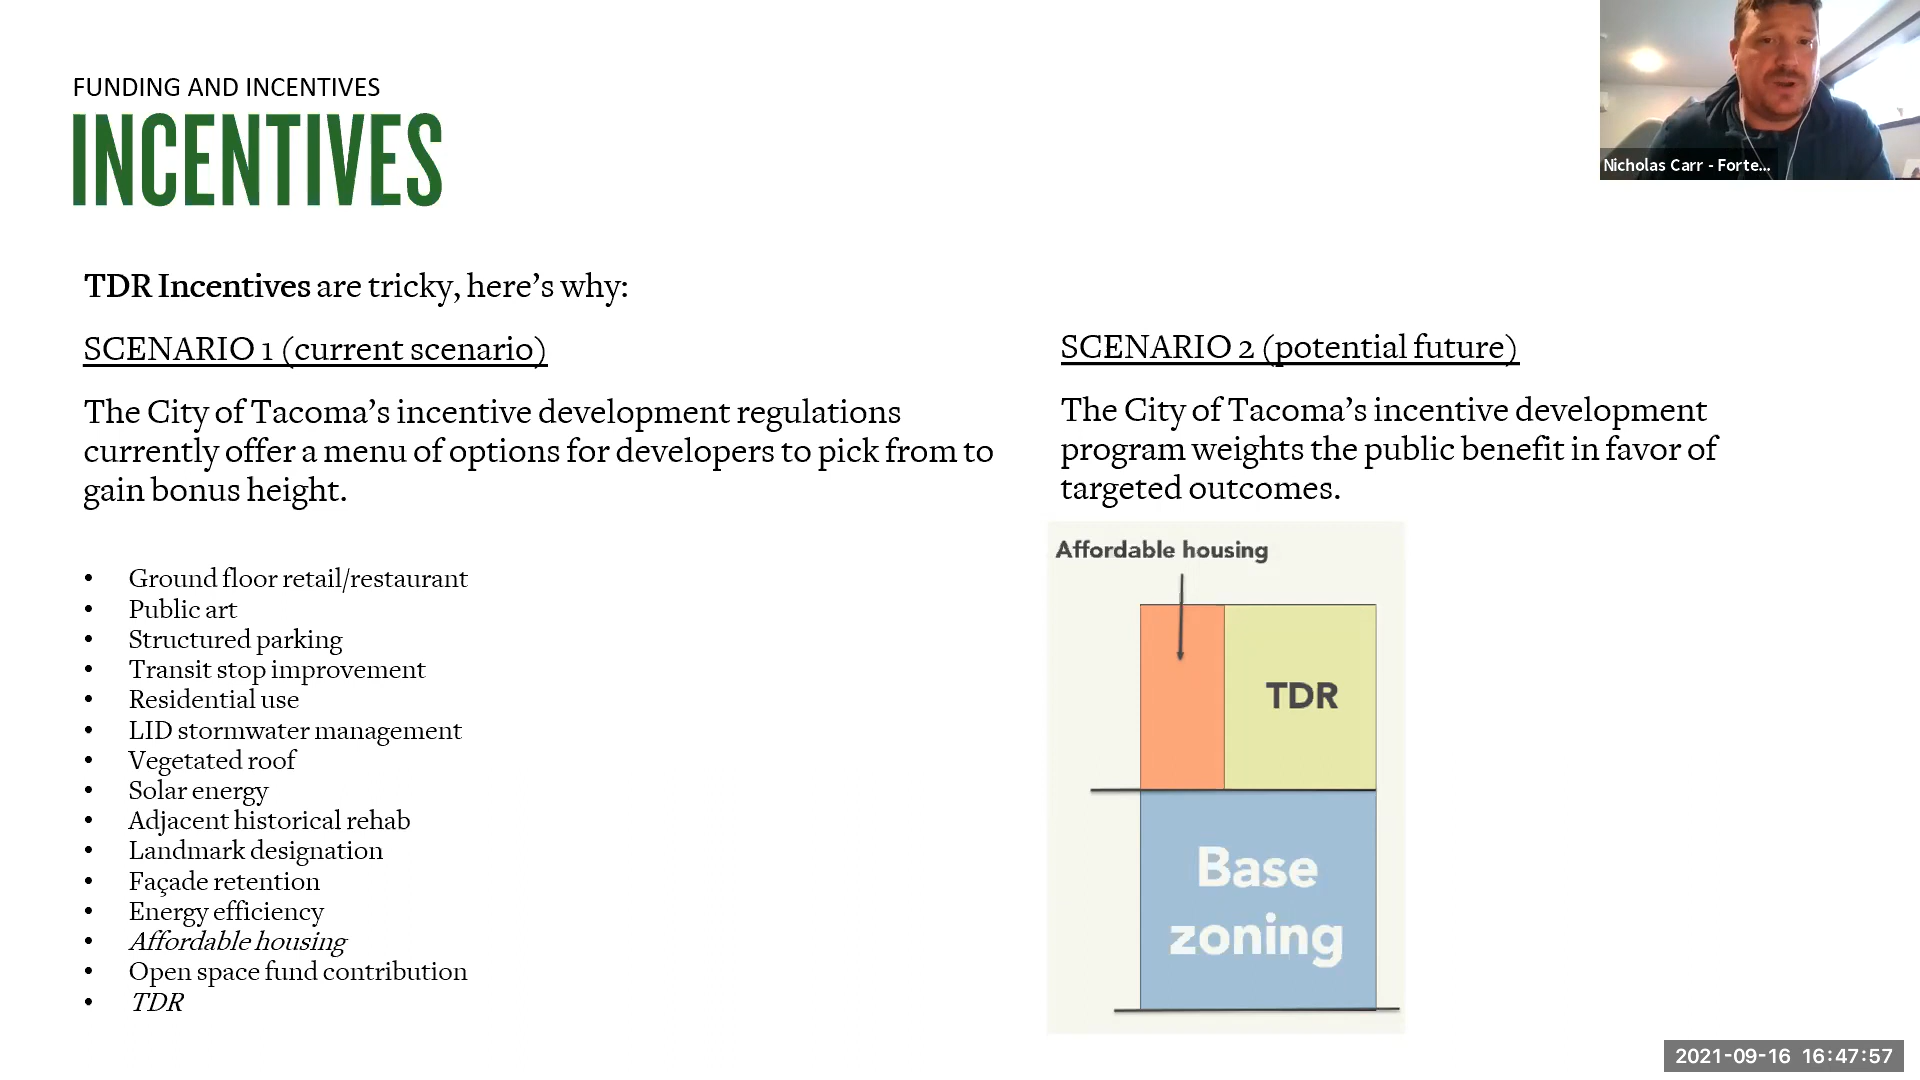 FUNDING AND INCENTIVES
INCENTIVES
Nicholas Carr - Forte...
TDR Incentives are tricky, here’s why:
SCENARIO 1 (current scenario)
The City of Tacoma’s incentive development regulations
currently offer a menu of options for developers to pick from to
gain bonus height.
• Ground floor retail/restaurant
• Public art
• Structured parking
• Transit stop improvement
• Residential use
• LID stormwater management
• Vegetated roof
• Solar energy
• Adjacent historical rehab
• Landmark designation
• Façade retention
• Energy efficiency
• Affordable housing
• Open space fund contribution
• TDR
SCENARIO 2 (potential future)
The City of Tacoma’s incentive development
program weights the public benefit in favor of
targeted outcomes.
Affordable housing
TDR
Base
zoning
2021-09-16 16:47:57